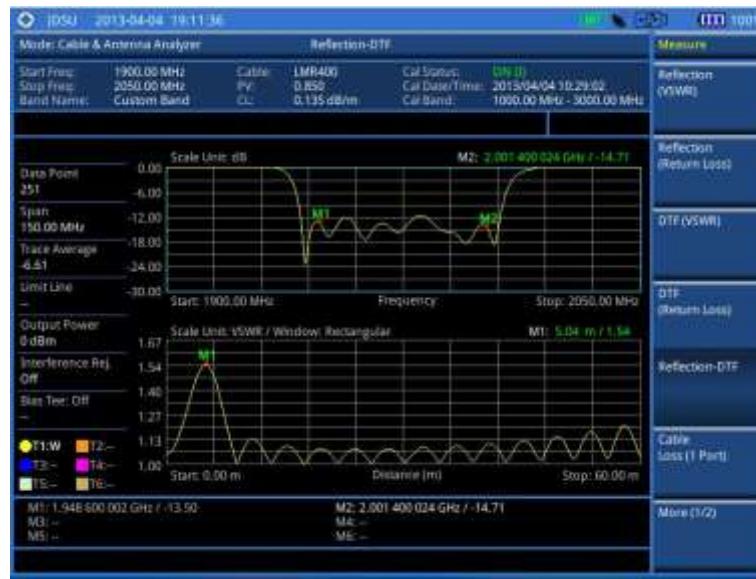 JDSU 2013-04-04 19:11:36
100%
Mode: Cable & Antenna Analyzer Reflection-DTF Measure
Start Freq: 1900.00 MHz Cable: LMR400 Cal Status: ON (I)
Stop Freq: 2050.00 MHz PV: 0.850 Cal Date/Time: 2013/04/04 10:29:02
Band Name: Custom Band CL: 0.135 dB/m Cal Band: 1000.00 MHz - 3000.00 MHz
Reflection
(VSWR)
Reflection
(Return Loss)
DTF (VSWR)
DTF
(Return Loss)
Reflection-DTF
Cable
Loss (1 Port)
More (1/2)
Data Point
251
Span
150.00 MHz
Trace Average
-6.61
Limit Line
--
Output Power
0 dBm
Interference Rej.
Off
Bias Tee: Off
--
T1:W T2:--
T3:-- T4:--
T5:-- T6:--
Scale Unit: dB M2: 2.001 400 024 GHz / -14.71
0.00
-6.00
-12.00
-18.00
-24.00
-30.00
M1 M2
Start: 1900.00 MHz Frequency Stop: 2050.00 MHz
Scale Unit: VSWR / Window: Rectangular M1: 5.04 m / 1.54
1.67
1.54
1.40
1.27
1.13
1.00
M1
Start: 0.00 m Distance (m) Stop: 60.00 m
M1: 1.948 600 002 GHz / -13.50 M2: 2.001 400 024 GHz / -14.71
M3: -- M4: --
M5: -- M6: --